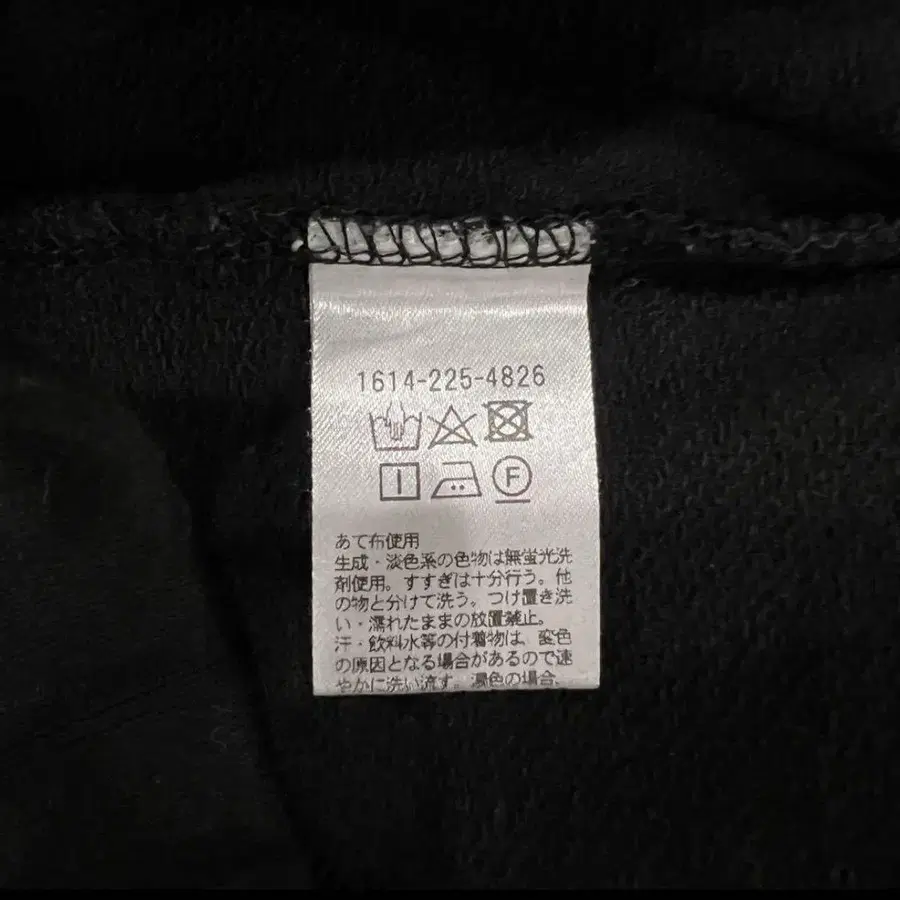 1614-225-4826
F
あて布使用
生成・淡色系の色物は無蛍光洗
剤使用。すすぎは十分行う。他
の物と分けて洗う。つけ置き洗
い・濡れたままの放置禁止。
汗・飲料水等の付着物は、変色
の原因となる場合があるので速
やかに洗い流す。濃色の場合、